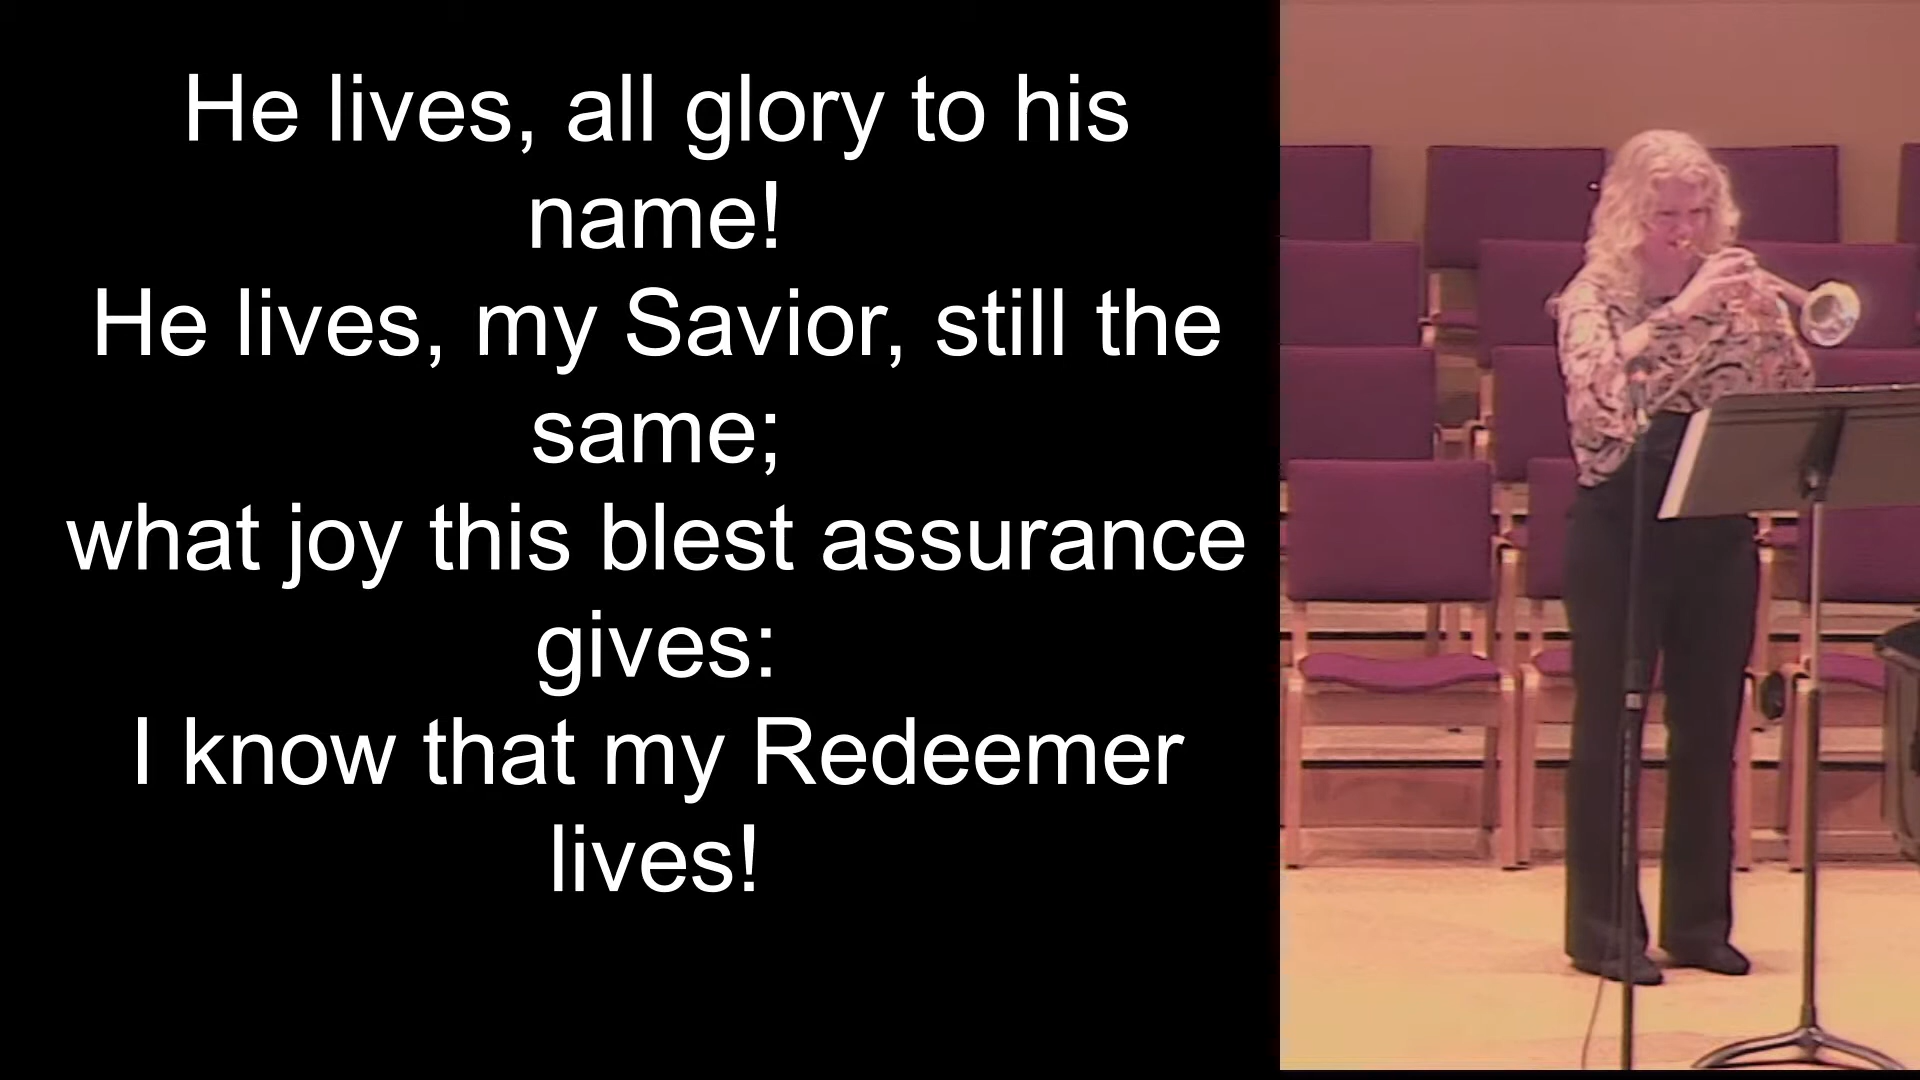 He lives, all glory to his
name!
He lives, my Savior, still the
same;
what joy this blest assurance
gives:
I know that my Redeemer
lives!